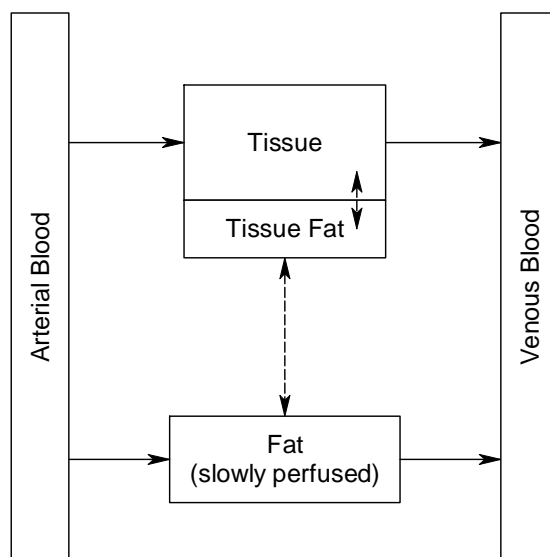 Arterial Blood
Tissue
Tissue Fat
Fat
(slowly perfused)
Venous Blood